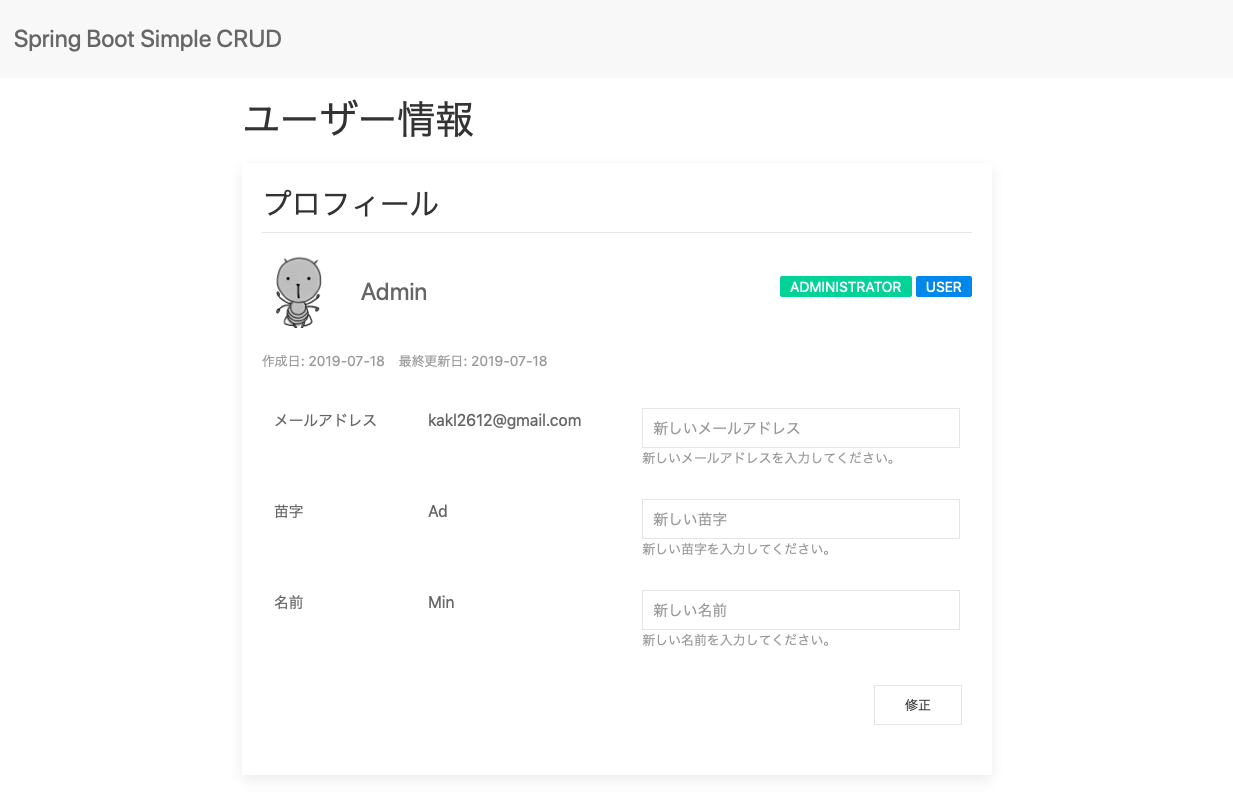 Spring Boot Simple CRUD
ユーザー情報
プロフィール
Admin
ADMINISTRATOR USER
作成日: 2019-07-18 最終更新日: 2019-07-18
メールアドレス kakl2612@gmail.com 新しいメールアドレス
新しいメールアドレスを入力してください。
苗字 Ad 新しい苗字
新しい苗字を入力してください。
名前 Min 新しい名前
新しい名前を入力してください。
修正